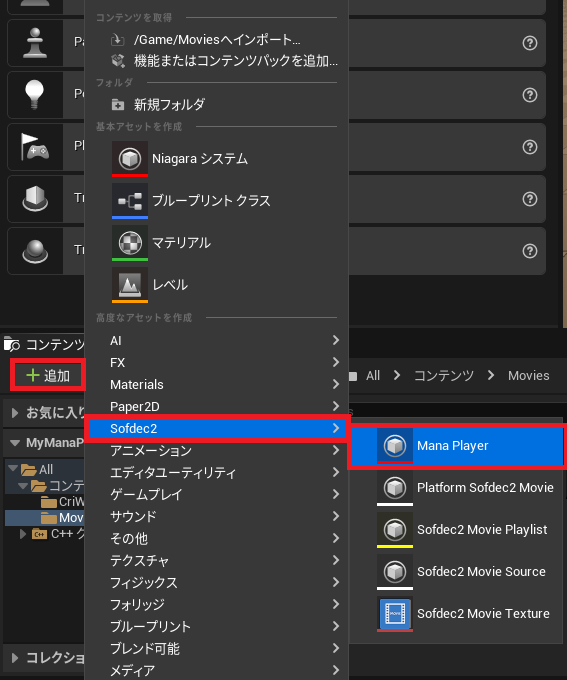 コンテンツを取得
/Game/Moviesへインポート...
機能またはコンテンツパックを追加...
フォルダ
新規フォルダ
基本アセットを作成
Niagara システム
ブループリント クラス
マテリアル
レベル
高度なアセットを作成
AI
FX
Materials
Paper2D
Sofdec2
アニメーション
エディタユーティリティ
ゲームプレイ
サウンド
その他
テクスチャ
フィジックス
フォリッジ
ブループリント
ブレンド可能
メディア
Mana Player
Platform Sofdec2 Movie
Sofdec2 Movie Playlist
Sofdec2 Movie Source
Sofdec2 Movie Texture
All > コンテンツ > Movies
コンテンツ
+ 追加
お気に入り
MyManaP
All
コンテ
CriW
Mov
C++ ク
コレクショ
Pa
Po
Pl
Tr
Tr